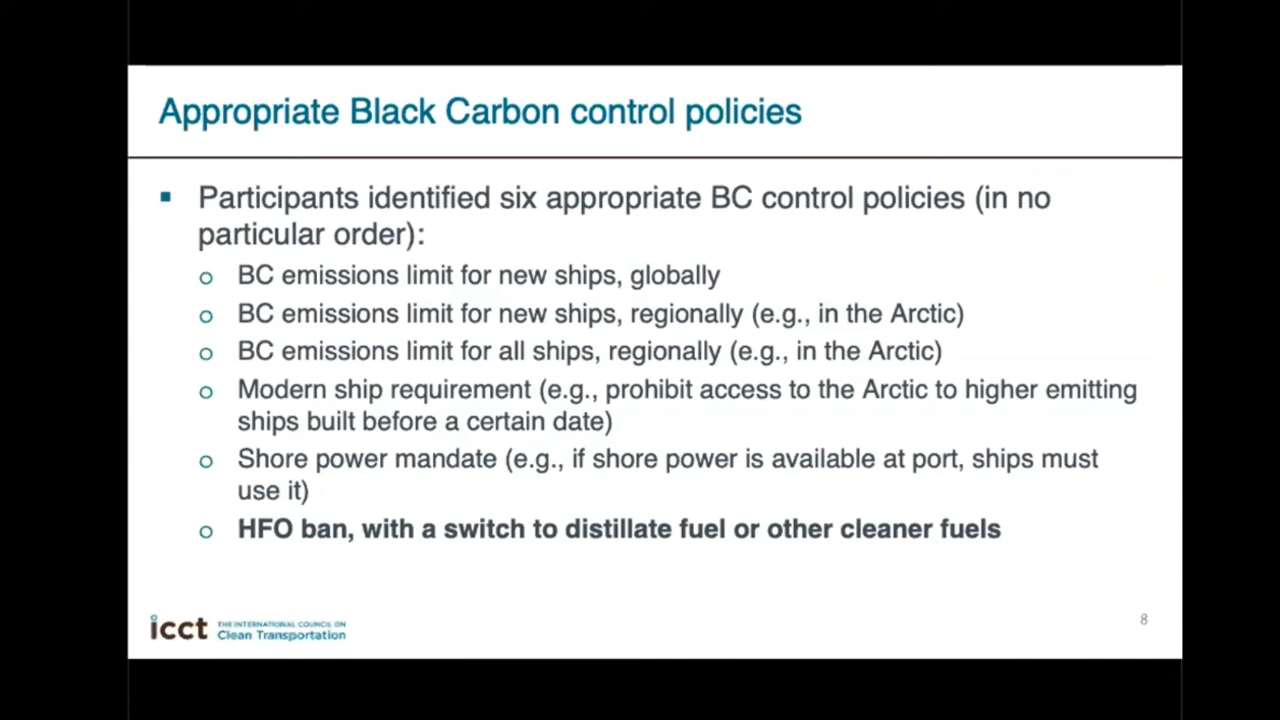 Appropriate Black Carbon control policies
▪ Participants identified six appropriate BC control policies (in no
particular order):
o BC emissions limit for new ships, globally
o BC emissions limit for new ships, regionally (e.g., in the Arctic)
o BC emissions limit for all ships, regionally (e.g., in the Arctic)
o Modern ship requirement (e.g., prohibit access to the Arctic to higher emitting
ships built before a certain date)
o Shore power mandate (e.g., if shore power is available at port, ships must
use it)
o HFO ban, with a switch to distillate fuel or other cleaner fuels
icct THE INTERNATIONAL COUNCIL ON
Clean Transportation
8